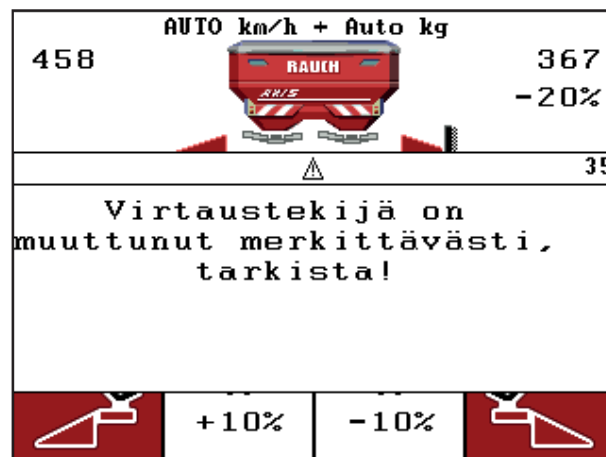 AUTO km/h + Auto kg
458
367
-20%
RAUCH
AXIS
35
Virtaustekijä on
muuttunut merkittävästi,
tarkista!
+10%
-10%